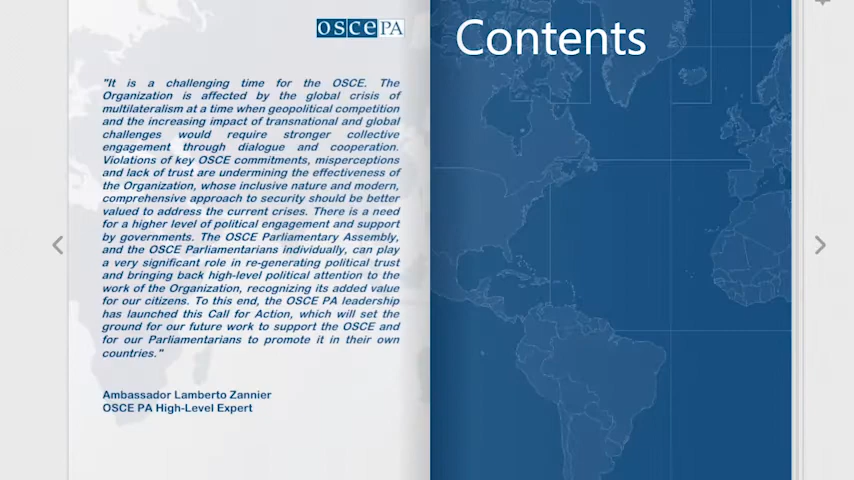 OSCE PA
"It is a challenging time for the OSCE. The
Organization is affected by the global crisis of
multilateralism at a time when geopolitical competition
and the increasing impact of transnational and global
challenges would require stronger collective
engagement through dialogue and cooperation.
Violations of key OSCE commitments, misperceptions
and lack of trust are undermining the effectiveness of
the Organization, whose inclusive nature and modern,
comprehensive approach to security should be better
valued to address the current crises. There is a need
for a higher level of political engagement and support
by governments. The OSCE Parliamentary Assembly,
and the OSCE Parliamentarians individually, can play
a very significant role in re-generating political trust
and bringing back high-level political attention to the
work of the Organization, recognizing its added value
for our citizens. To this end, the OSCE PA leadership
has launched this Call for Action, which will set the
ground for our future work to support the OSCE and
for our Parliamentarians to promote it in their own
countries."
Ambassador Lamberto Zannier
OSCE PA High-Level Expert
Contents